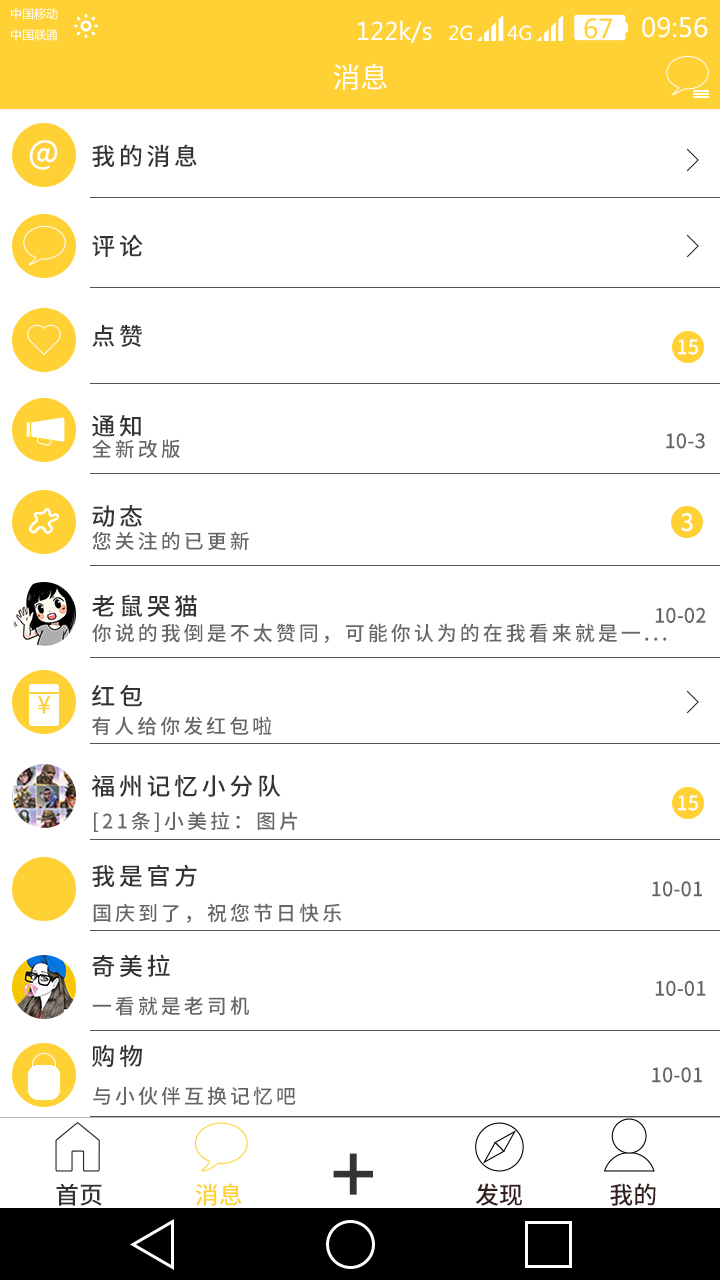 中国移动
中国联通
122k/s 2G 4G 67 09:56
消息
@
我的消息
评论
点赞
15
通知
全新改版
10-3
动态
您关注的已更新
3
老鼠哭猫
你说的我倒是不太赞同，可能你认为的在我看来就是一...
10-02
¥
红包
有人给你发红包啦
福州记忆小分队
[21条]小美拉：图片
15
我是官方
国庆到了，祝您节日快乐
10-01
奇美拉
一看就是老司机
10-01
购物
与小伙伴互换记忆吧
10-01
首页
消息
发现
我的